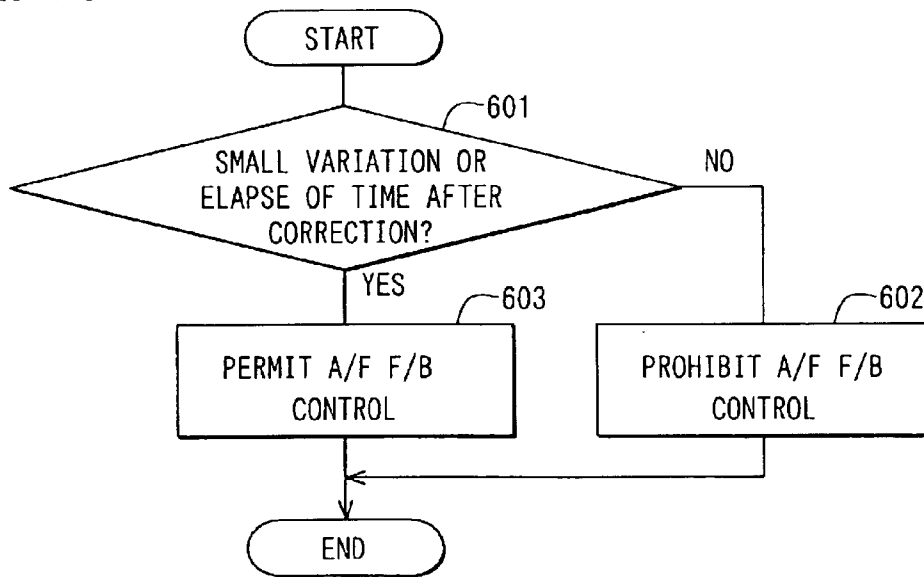 START
601
SMALL VARIATION OR
ELAPSE OF TIME AFTER
CORRECTION?
NO
YES
603
PERMIT A/F F/B
CONTROL
602
PROHIBIT A/F F/B
CONTROL
END